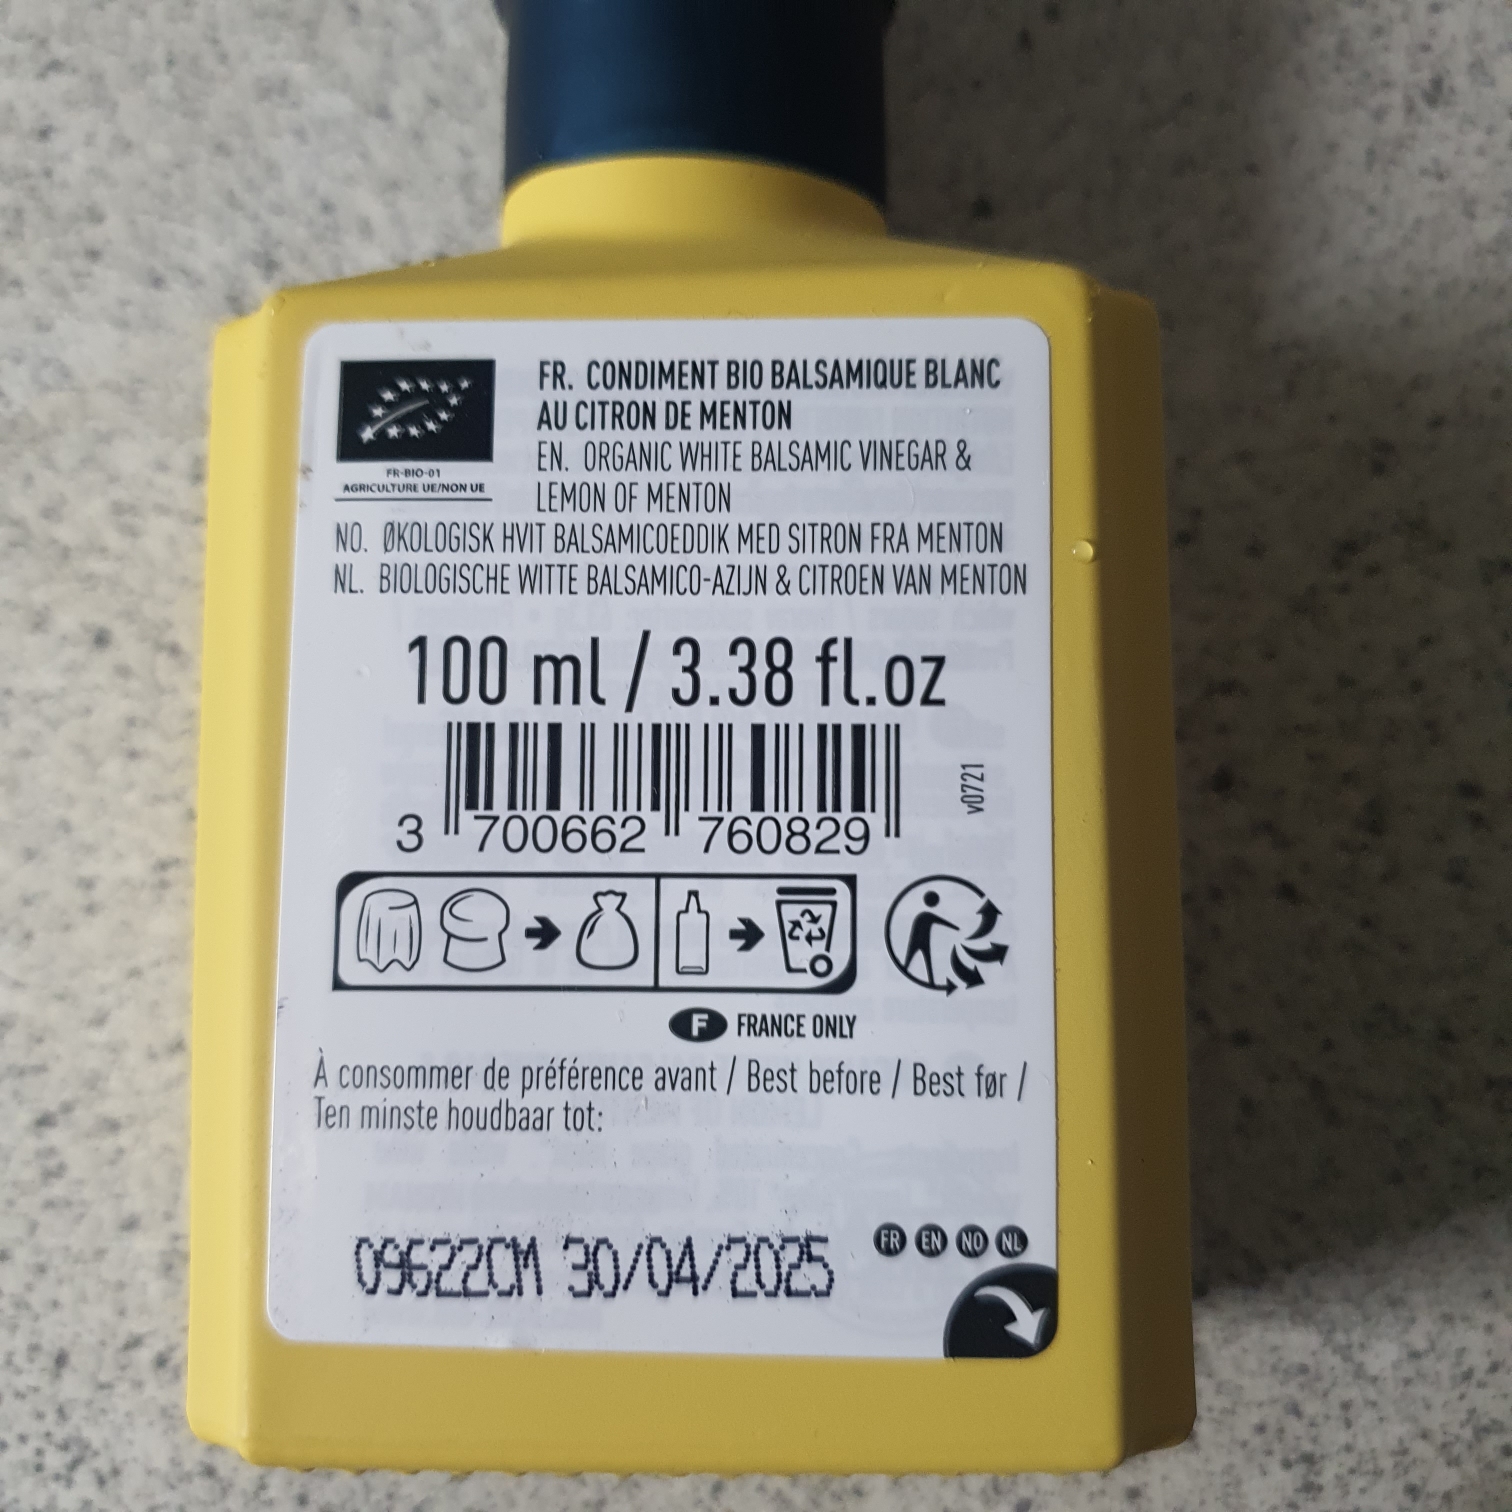 FR. CONDIMENT BIO BALSAMIQUE BLANC
AU CITRON DE MENTON
EN. ORGANIC WHITE BALSAMIC VINEGAR &
LEMON OF MENTON
FR-BIO-01
AGRICULTURE UE/NON UE
NO. ØKOLOGISK HVIT BALSAMICOEDDIK MED SITRON FRA MENTON
NL. BIOLOGISCHE WITTE BALSAMICO-AZIJN & CITROEN VAN MENTON
100 ml / 3.38 fl.oz
v0721
3 700662 760829
F FRANCE ONLY
À consommer de préférence avant / Best before / Best før /
Ten minste houdbaar tot:
09622CM 30/04/2025
FR EN NO NL